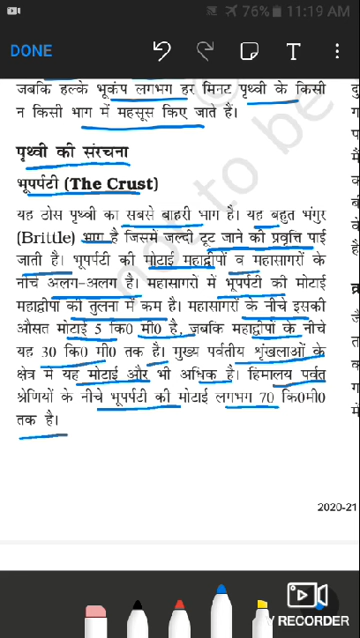 76% 11:19 AM
DONE
T
जबकि हल्के भूकंप लगभग हर मिनट पृथ्वी के किसी
न किसी भाग में महसूस किए जाते हैं।
पृथ्वी की संरचना
भूपर्पटी (The Crust)
यह ठोस पृथ्वी का सबसे बाहरी भाग है। यह बहुत भंगुर
(Brittle) भाग है जिसमें जल्दी टूट जाने की प्रवृत्ति पाई
जाती है। भूपर्पटी की मोटाई महाद्वीपों व महासागरों के
नीचे अलग-अलग है। महासागरों में भूपर्पटी की मोटाई
महाद्वीपों की तुलना में कम है। महासागरों के नीचे इसकी
औसत मोटाई 5 कि0 मी0 है, जबकि महाद्वीपों के नीचे
यह 30 कि0 मी0 तक है। मुख्य पर्वतीय शृंखलाओं के
क्षेत्र में यह मोटाई और भी अधिक है। हिमालय पर्वत
श्रेणियों के नीचे भूपर्पटी की मोटाई लगभग 70 कि0मी0
तक है।
to be
2020-21
RECORDER